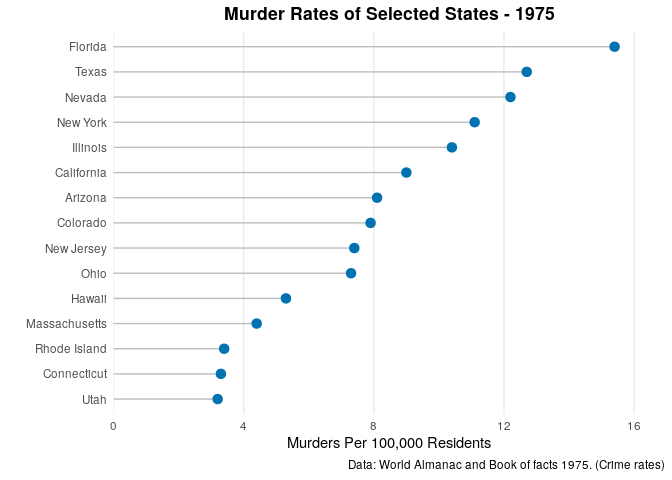 Murder Rates of Selected States - 1975
Florida
Texas
Nevada
New York
Illinois
California
Arizona
Colorado
New Jersey
Ohio
Hawaii
Massachusetts
Rhode Island
Connecticut
Utah
0 4 8 12 16
Murders Per 100,000 Residents
Data: World Almanac and Book of facts 1975. (Crime rates)